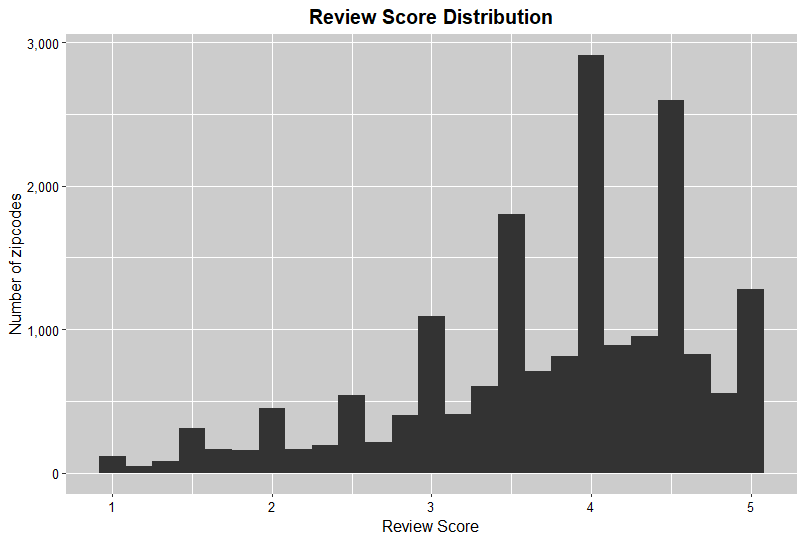 Review Score Distribution
3,000
2,000
1,000
0
Number of zipcodes
1 2 3 4 5
Review Score